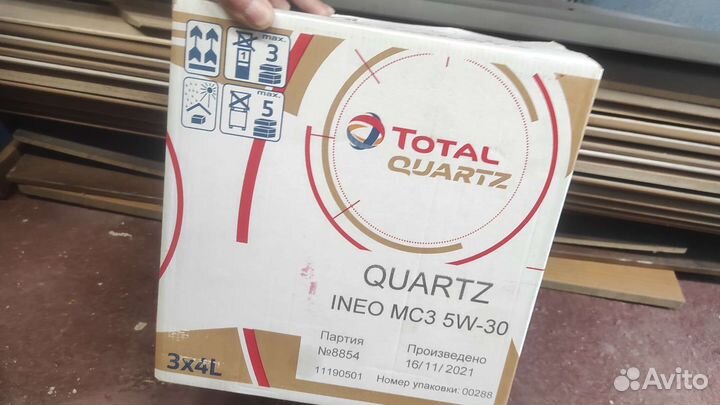 max.
3
1
max.
5
TOTAL
QUARTZ
QUARTZ
INEO MC3 5W-30
Партия
№8854
11190501
Произведено
16/11/2021
Номер упаковки: 00288
3x4L
Avito